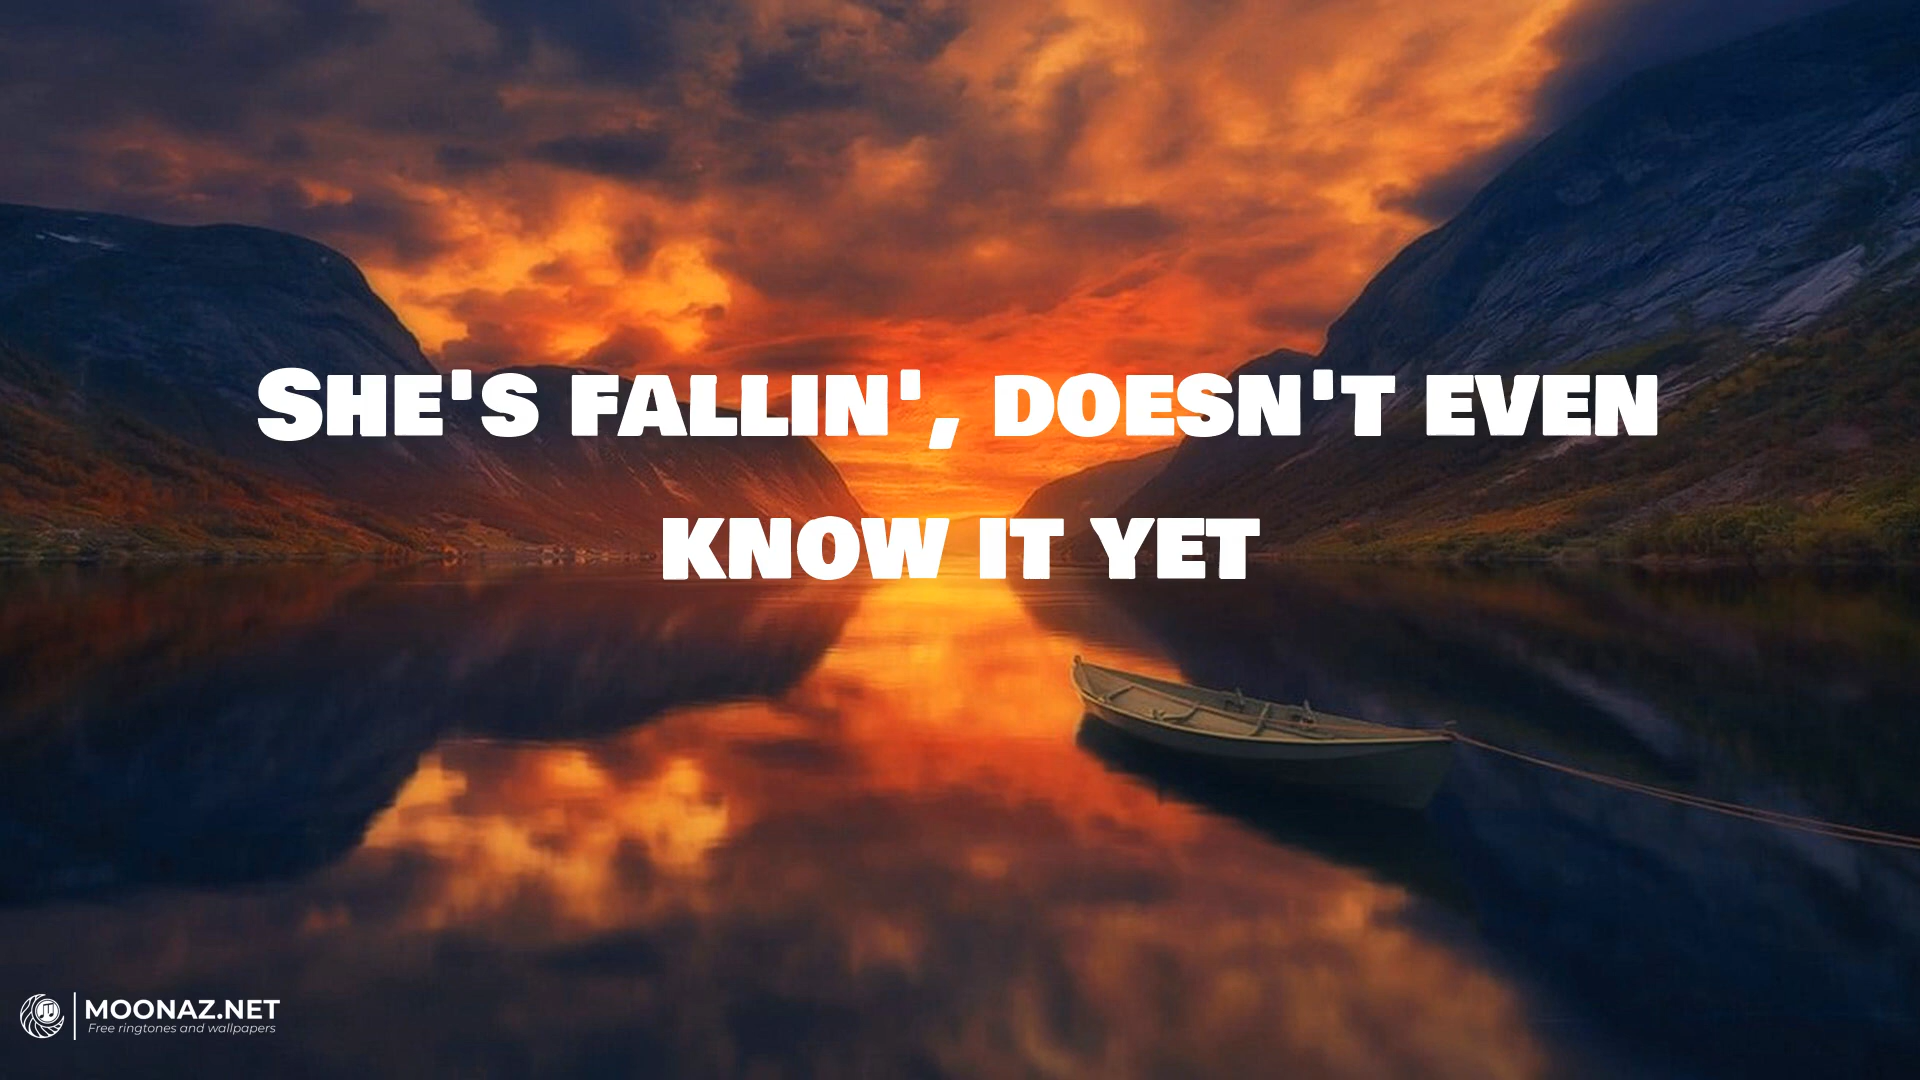 She's fallin', doesn't even
know it yet
MOONAZ.NET
Free ringtones and wallpapers